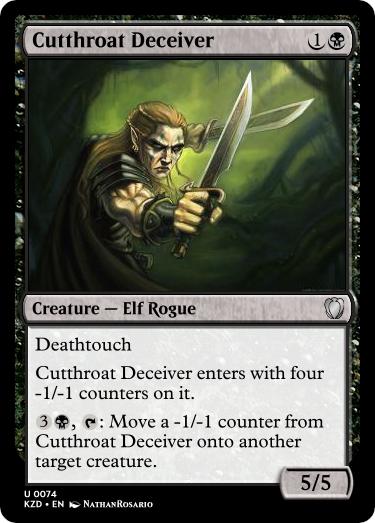 Cutthroat Deceiver 1
Creature — Elf Rogue
Deathtouch
Cutthroat Deceiver enters with four
-1/-1 counters on it.
3, : Move a -1/-1 counter from
Cutthroat Deceiver onto another
target creature.
5/5
U 0074
KZD • EN NathanRosario